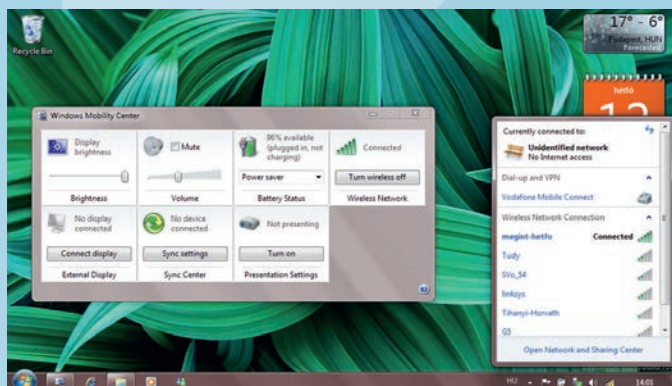 Recycle Bin
17° - 6°
Budapest, HUN
Forecasted
hétfő
12
Windows Mobility Center
Display brightness
Brightness
Mute
Volume
96% available (plugged in, not charging)
Power saver
Battery Status
Connected
Turn wireless off
Wireless Network
No display connected
Connect display
External Display
No device connected
Sync settings
Sync Center
Not presenting
Turn on
Presentation Settings
Currently connected to:
Unidentified network
No Internet access
Dial-up and VPN
Vodafone Mobile Connect
Wireless Network Connection
megint-hetfo Connected
Tudy
SVo_54
linksys
Tihanyi-Horvath
G5
Open Network and Sharing Center
HU
14:01